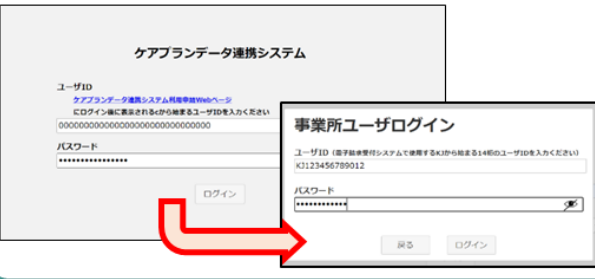 ケアプランデータ連携システム
ユーザID
ケアプランデータ連携システム利用申請Webページ
にログイン後に表示されるcから始まるユーザIDを入力ください
000000000000000000000000000000
パスワード
••••••••••••••••
ログイン
事業所ユーザログイン
ユーザID（電子請求受付システムで使用するKJから始まる14桁のユーザIDを入力ください）
KJ123456789012
パスワード
••••••••••••
戻る
ログイン